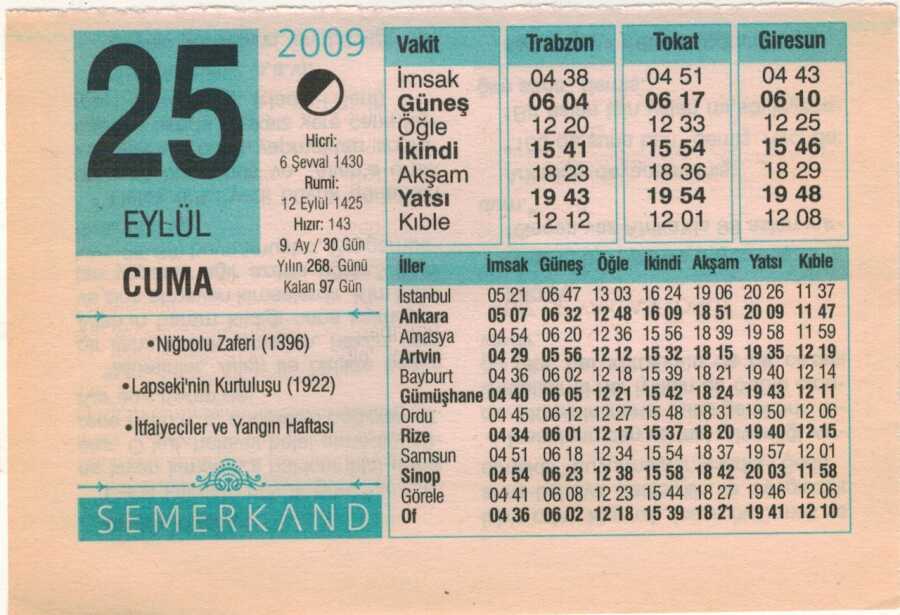 25
EYLÜL
CUMA
2009
Hicri:
6 Şevval 1430
Rumi:
12 Eylül 1425
Hızır: 143
9. Ay / 30 Gün
Yılın 268. Günü
Kalan 97 Gün
•Niğbolu Zaferi (1396)
•Lapseki'nin Kurtuluşu (1922)
•İtfaiyeciler ve Yangın Haftası
SEMERKAND
Vakit Trabzon Tokat Giresun
İmsak 04 38 04 51 04 43
Güneş 06 04 06 17 06 10
Öğle 12 20 12 33 12 25
İkindi 15 41 15 54 15 46
Akşam 18 23 18 36 18 29
Yatsı 19 43 19 54 19 48
Kıble 12 12 12 01 12 08
İller İmsak Güneş Öğle İkindi Akşam Yatsı Kıble
İstanbul 05 21 06 47 13 03 16 24 19 06 20 26 11 37
Ankara 05 07 06 32 12 48 16 09 18 51 20 09 11 47
Amasya 04 54 06 20 12 36 15 56 18 39 19 58 11 59
Artvin 04 29 05 56 12 12 15 32 18 15 19 35 12 19
Bayburt 04 36 06 02 12 18 15 39 18 21 19 40 12 14
Gümüşhane 04 40 06 05 12 21 15 42 18 24 19 43 12 11
Ordu 04 45 06 12 12 27 15 48 18 31 19 50 12 06
Rize 04 34 06 01 12 17 15 37 18 20 19 40 12 15
Samsun 04 51 06 18 12 34 15 54 18 37 19 57 12 01
Sinop 04 54 06 23 12 38 15 58 18 42 20 03 11 58
Görele 04 41 06 08 12 23 15 44 18 27 19 46 12 06
Of 04 36 06 02 12 18 15 39 18 21 19 41 12 10